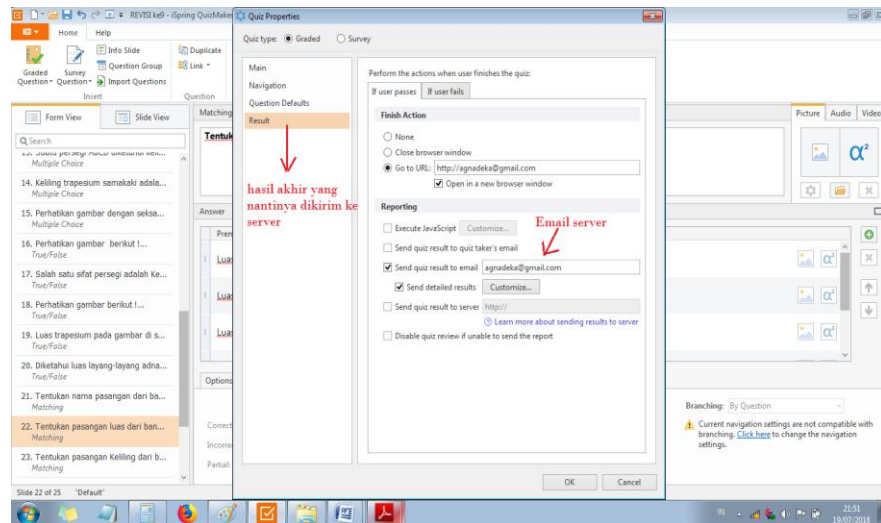 REVISI ke9 - iSpring QuizMaker
Home Help
Graded Question
Survey Question
Info Slide
Question Group
Import Questions
Insert
Duplicate
Link
Question
Form View
Slide View
Search
Multiple Choice
14. Keliling trapesium samakaki adala...
Multiple Choice
15. Perhatikan gambar dengan seksa...
Multiple Choice
16. Perhatikan gambar berikut !...
True/False
17. Salah satu sifat persegi adalah Ke...
True/False
18. Perhatikan gambar berikut !...
True/False
19. Luas trapesium pada gambar di s...
True/False
20. Diketahui luas layang-layang adna...
True/False
21. Tentukan nama pasangan dari ba...
Matching
22. Tentukan pasangan luas dari ban...
Matching
23. Tentukan pasangan Keliling dari b...
Matching
Slide 22 of 25 "Default"
Matching
Tentuk
Answer
Pren
Luas
Luas
Luas
Options
Correct
Incorre
Partial:
Quiz Properties
Quiz type: Graded Survey
Main
Navigation
Question Defaults
Result
hasil akhir yang
nantinya dikirim ke
server
Perform the actions when user finishes the quiz:
If user passes If user fails
Finish Action
None
Close browser window
Go to URL: http://agnadeka@gmail.com
Open in a new browser window
Reporting
Email server
Execute JavaScript Customize...
Send quiz result to quiz taker's email
Send quiz result to email agnadeka@gmail.com
Send detailed results Customize...
Send quiz result to server http://
Learn more about sending results to server
Disable quiz review if unable to send the report
OK Cancel
Picture Audio Video
Branching: By Question
Current navigation settings are not compatible with
branching. Click here to change the navigation
settings.
IN
21:51
19/07/2018